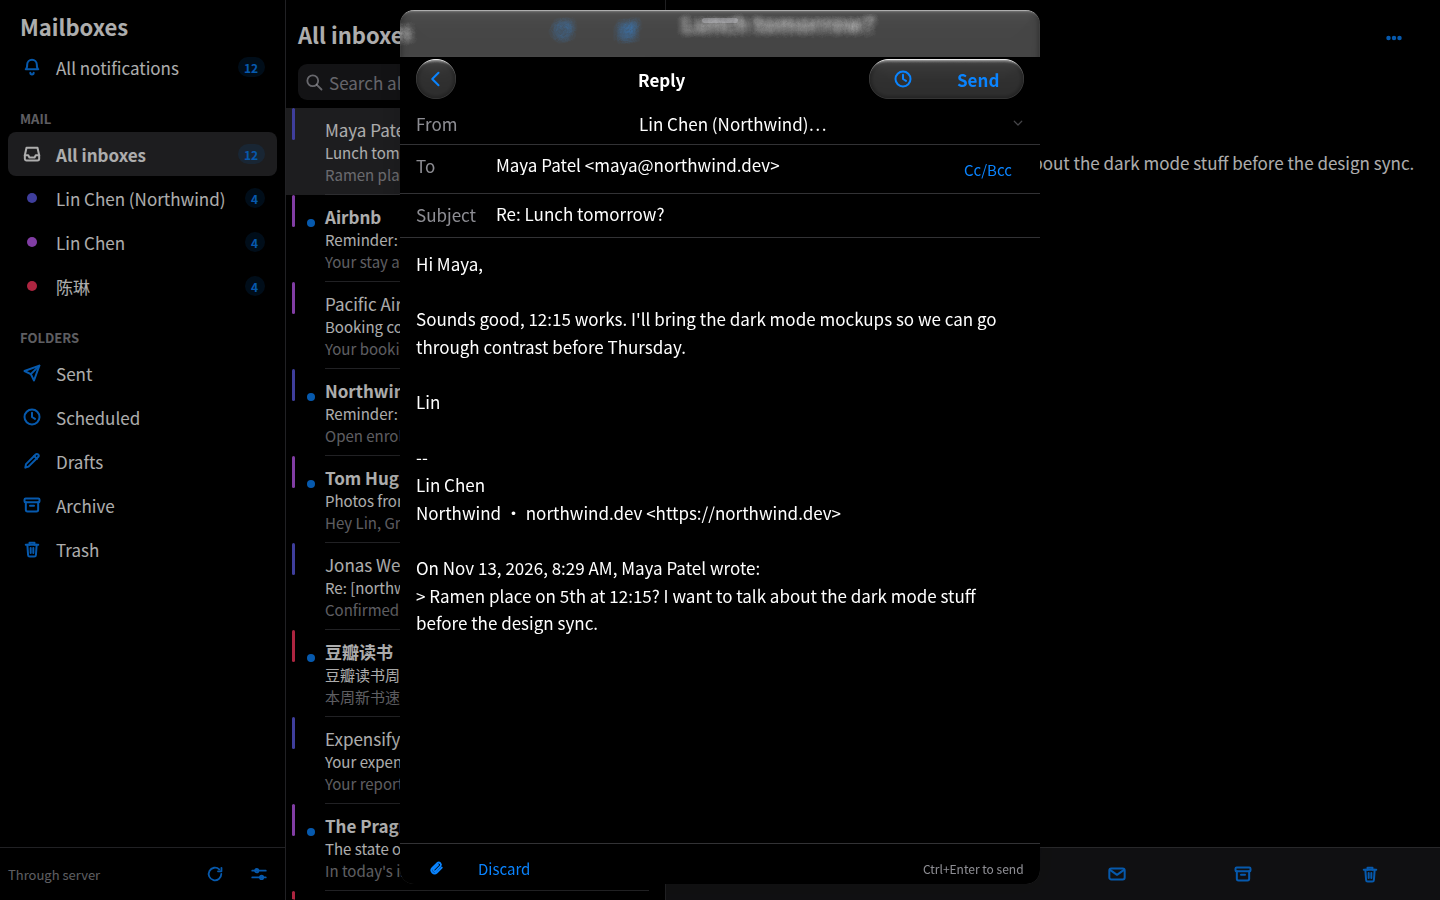 Mailboxes
All notifications
12
MAIL
All inboxes
12
Lin Chen (Northwind)
4
Lin Chen
4
陈琳
4
FOLDERS
Sent
Scheduled
Drafts
Archive
Trash
Through server
All inboxes
Search al
Maya Pate
Lunch tom
Ramen pla
Airbnb
Reminder:
Your stay a
Pacific Air
Booking co
Your booki
Northwin
Reminder:
Open enro
Tom Hug
Photos from
Hey Lin, Gr
Jonas We
Re: [northw
Confirmed
豆瓣读书
豆瓣读书周
本周新书速
Expensify
Your expen
Your report
The Prag
The state o
In today's i
Lunch tomorrow?
Reply
Send
From
Lin Chen (Northwind)…
To
Maya Patel <maya@northwind.dev>
Cc/Bcc
Subject
Re: Lunch tomorrow?
Hi Maya,
Sounds good, 12:15 works. I'll bring the dark mode mockups so we can go
through contrast before Thursday.
Lin
--
Lin Chen
Northwind · northwind.dev <https://northwind.dev>
On Nov 13, 2026, 8:29 AM, Maya Patel wrote:
> Ramen place on 5th at 12:15? I want to talk about the dark mode stuff
before the design sync.
Discard
Ctrl+Enter to send
bout the dark mode stuff before the design sync.